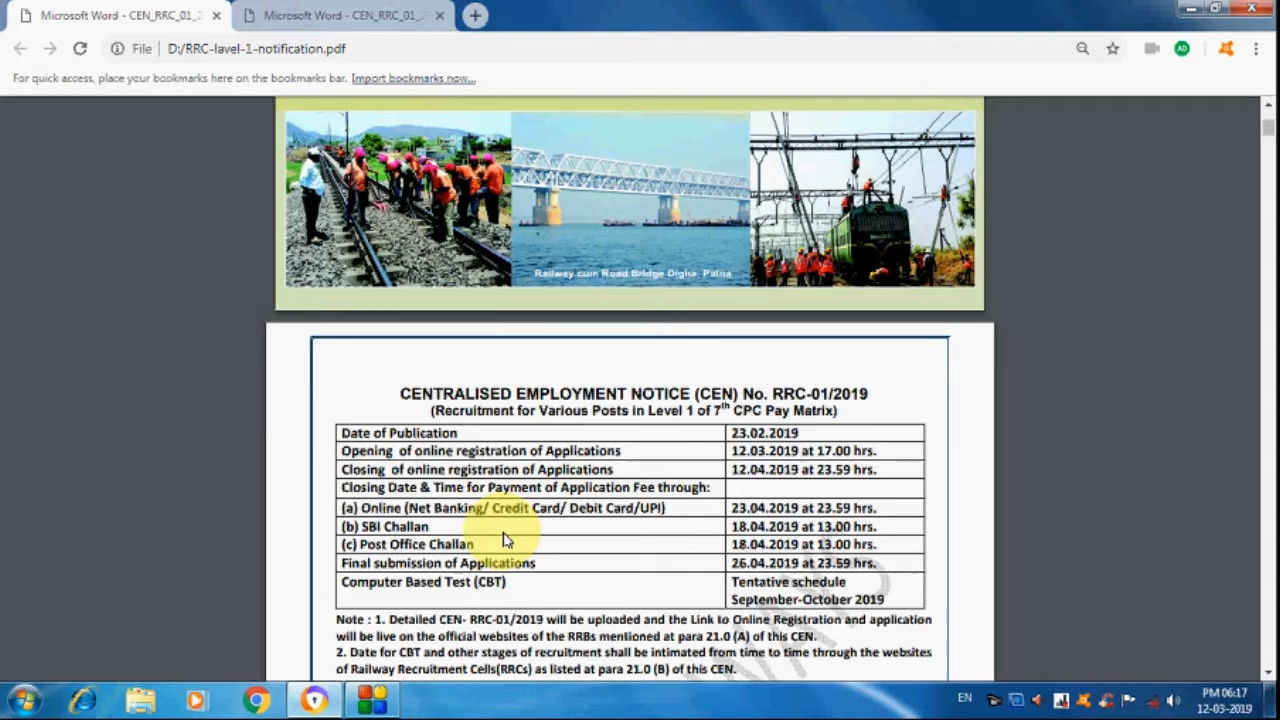 Microsoft Word - CEN_RRC_01_2
Microsoft Word - CEN_RRC_01_2
File
D:/RRC-lavel-1-notification.pdf
AD
For quick access, place your bookmarks here on the bookmarks bar. Import bookmarks now...
Railway cum Road Bridge Digha, Patna
CENTRALISED EMPLOYMENT NOTICE (CEN) No. RRC-01/2019
(Recruitment for Various Posts in Level 1 of 7th CPC Pay Matrix)
Date of Publication 23.02.2019
Opening of online registration of Applications 12.03.2019 at 17.00 hrs.
Closing of online registration of Applications 12.04.2019 at 23.59 hrs.
Closing Date & Time for Payment of Application Fee through:
(a) Online (Net Banking/ Credit Card/ Debit Card/UPI) 23.04.2019 at 23.59 hrs.
(b) SBI Challan 18.04.2019 at 13.00 hrs.
(c) Post Office Challan 18.04.2019 at 13.00 hrs.
Final submission of Applications 26.04.2019 at 23.59 hrs.
Computer Based Test (CBT) Tentative schedule
September-October 2019
Note : 1. Detailed CEN- RRC-01/2019 will be uploaded and the Link to Online Registration and application
will be live on the official websites of the RRBs mentioned at para 21.0 (A) of this CEN.
2. Date for CBT and other stages of recruitment shall be intimated from time to time through the websites
of Railway Recruitment Cells(RRCs) as listed at para 21.0 (B) of this CEN.
EN
PM 06:17
12-03-2019